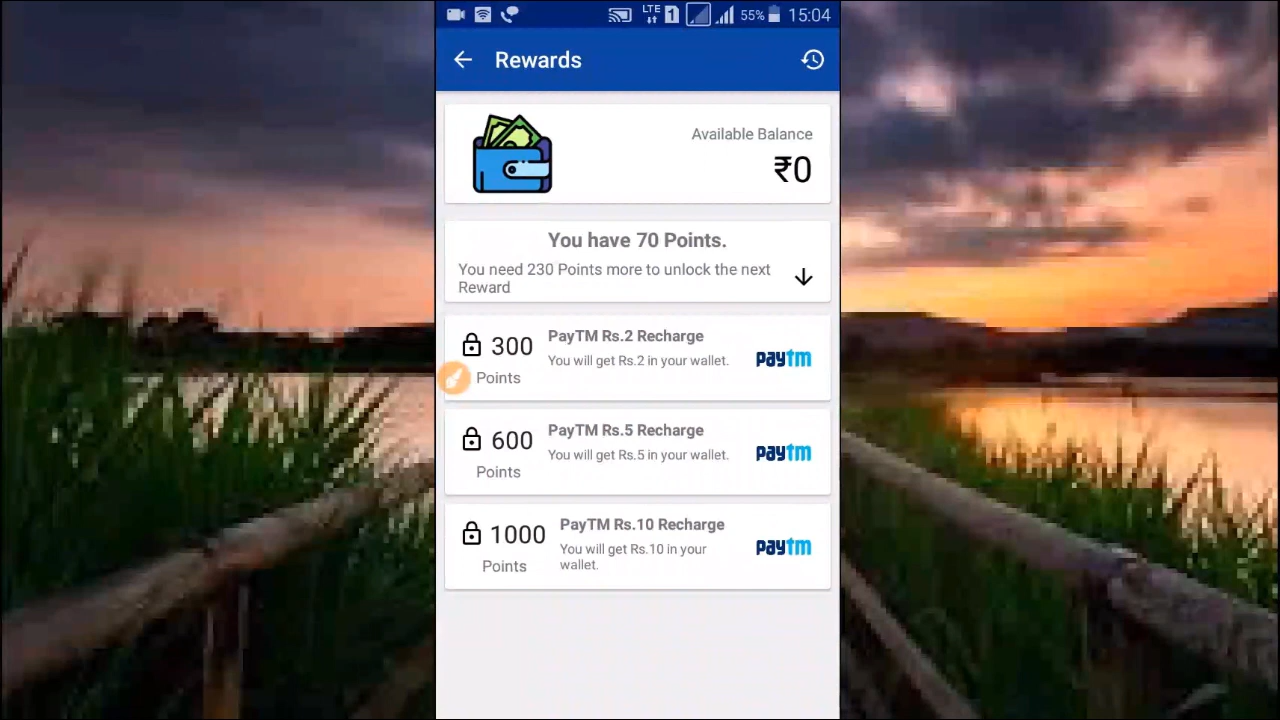 LTE 1 55% 15:04
Rewards
Available Balance
₹0
You have 70 Points.
You need 230 Points more to unlock the next
Reward
300
Points
PayTM Rs.2 Recharge
You will get Rs.2 in your wallet.
paytm
600
Points
PayTM Rs.5 Recharge
You will get Rs.5 in your wallet.
paytm
1000
Points
PayTM Rs.10 Recharge
You will get Rs.10 in your
wallet.
paytm